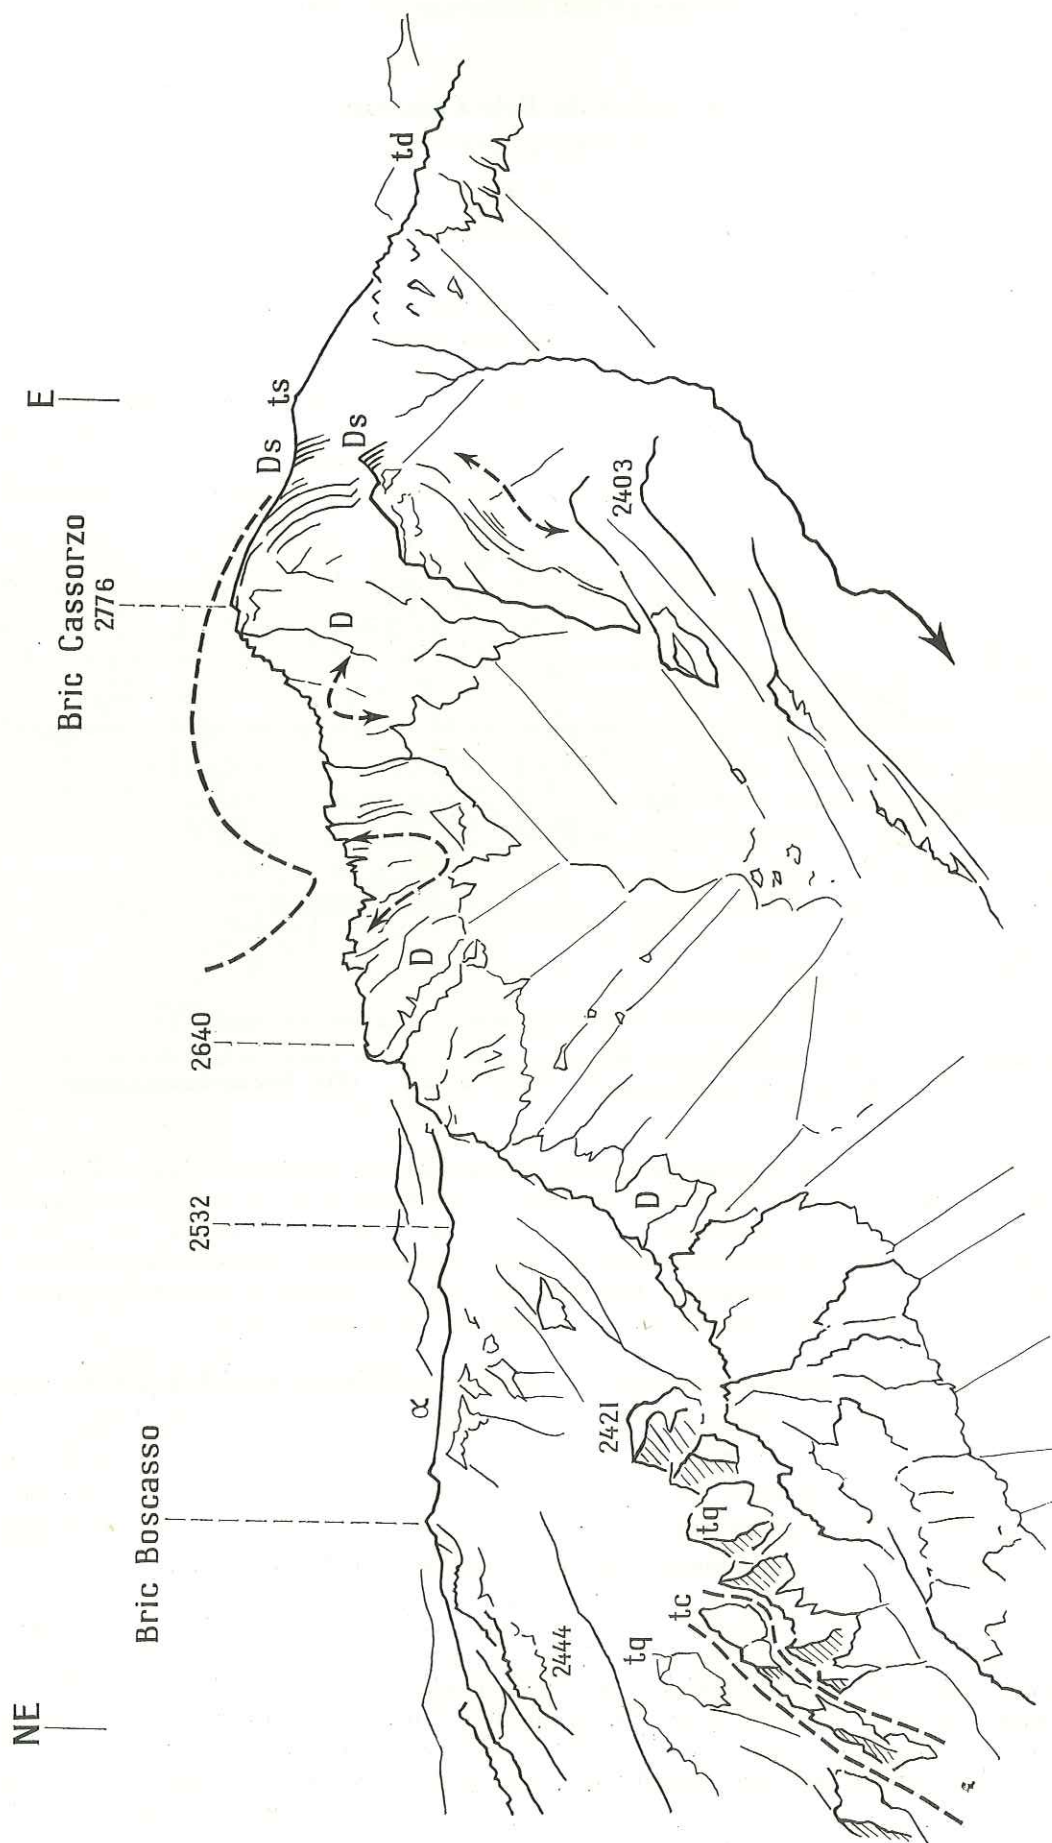 NE
E
Bric Boscasso
Bric Cassorzo
2776
2532
2640
Ds
ts
td
Ds
α
D
D
2403
2444
2421
D
tq
tc
tq